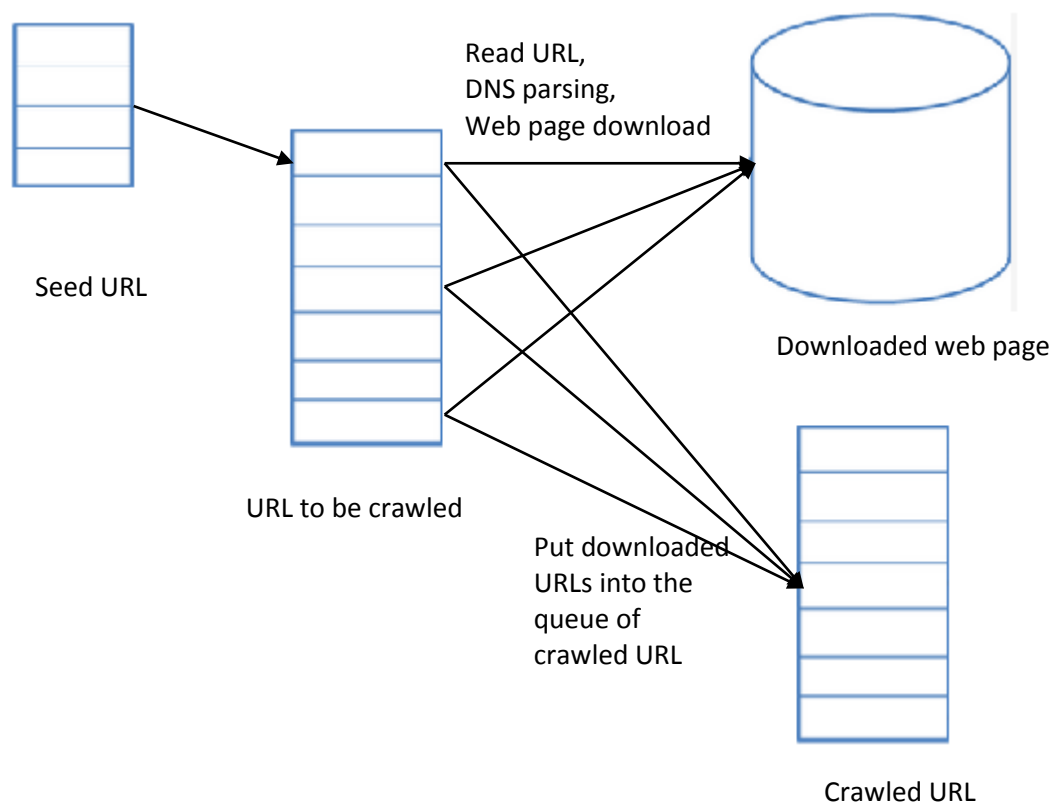 Read URL,
DNS parsing,
Web page download
Seed URL
Downloaded web page
URL to be crawled
Put downloaded
URLs into the
queue of
crawled URL
Crawled URL